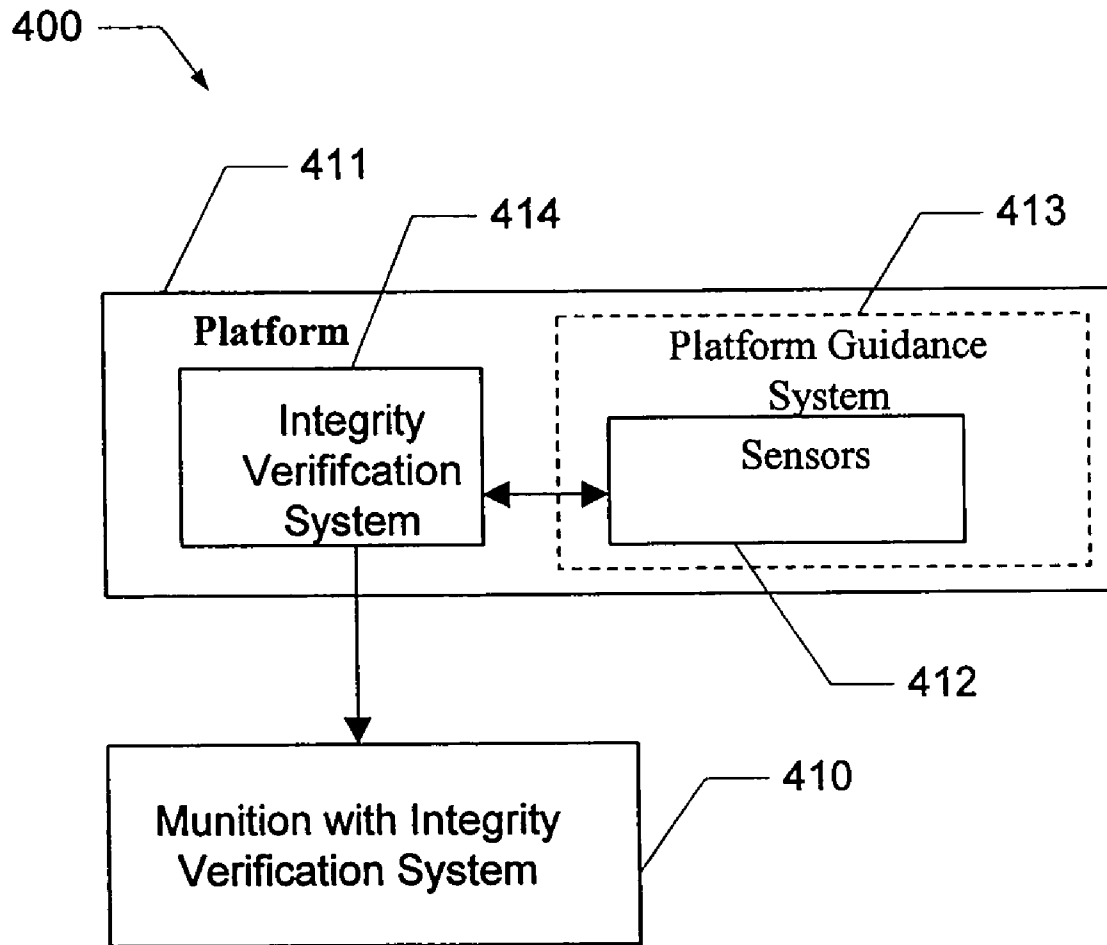 400
411
414
413
Platform
Platform Guidance
System
Integrity
Verififcation
System
Sensors
412
410
Munition with Integrity
Verification System